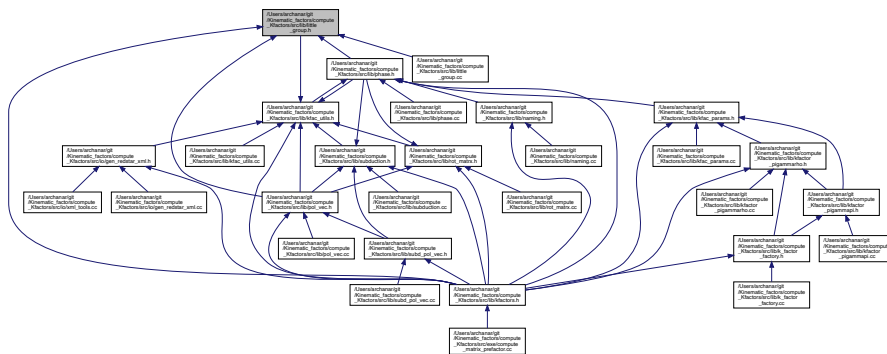 /Users/archanar/git
/Kinematic_factors/compute
_Kfactors/src/lib/little
_group.h
/Users/archanar/git
/Kinematic_factors/compute
_Kfactors/src/lib/phase.h
/Users/archanar/git
/Kinematic_factors/compute
_Kfactors/src/lib/little
_group.cc
/Users/archanar/git
/Kinematic_factors/compute
_Kfactors/src/lib/kfac_utils.h
/Users/archanar/git
/Kinematic_factors/compute
_Kfactors/src/lib/phase.cc
/Users/archanar/git
/Kinematic_factors/compute
_Kfactors/src/lib/naming.h
/Users/archanar/git
/Kinematic_factors/compute
_Kfactors/src/lib/kfac_params.h
/Users/archanar/git
/Kinematic_factors/compute
_Kfactors/src/io/gen_redstar_xml.h
/Users/archanar/git
/Kinematic_factors/compute
_Kfactors/src/lib/kfac_utils.cc
/Users/archanar/git
/Kinematic_factors/compute
_Kfactors/src/lib/subduction.h
/Users/archanar/git
/Kinematic_factors/compute
_Kfactors/src/lib/rot_matrx.h
/Users/archanar/git
/Kinematic_factors/compute
_Kfactors/src/lib/naming.cc
/Users/archanar/git
/Kinematic_factors/compute
_Kfactors/src/lib/kfac_params.cc
/Users/archanar/git
/Kinematic_factors/compute
_Kfactors/src/lib/kfactor
_pigammarho.h
/Users/archanar/git
/Kinematic_factors/compute
_Kfactors/src/io/xml_tools.cc
/Users/archanar/git
/Kinematic_factors/compute
_Kfactors/src/io/gen_redstar_xml.cc
/Users/archanar/git
/Kinematic_factors/compute
_Kfactors/src/lib/pol_vec.h
/Users/archanar/git
/Kinematic_factors/compute
_Kfactors/src/lib/subduction.cc
/Users/archanar/git
/Kinematic_factors/compute
_Kfactors/src/lib/rot_matrx.cc
/Users/archanar/git
/Kinematic_factors/compute
_Kfactors/src/lib/kfactor
_pigammarho.cc
/Users/archanar/git
/Kinematic_factors/compute
_Kfactors/src/lib/kfactor
_pigammapi.h
/Users/archanar/git
/Kinematic_factors/compute
_Kfactors/src/lib/pol_vec.cc
/Users/archanar/git
/Kinematic_factors/compute
_Kfactors/src/lib/subd_pol_vec.h
/Users/archanar/git
/Kinematic_factors/compute
_Kfactors/src/lib/k_factor
_factory.h
/Users/archanar/git
/Kinematic_factors/compute
_Kfactors/src/lib/kfactor
_pigammapi.cc
/Users/archanar/git
/Kinematic_factors/compute
_Kfactors/src/lib/subd_pol_vec.cc
/Users/archanar/git
/Kinematic_factors/compute
_Kfactors/src/lib/kfactors.h
/Users/archanar/git
/Kinematic_factors/compute
_Kfactors/src/lib/k_factor
_factory.cc
/Users/archanar/git
/Kinematic_factors/compute
_Kfactors/src/exe/compute
_matrix_prefactor.cc